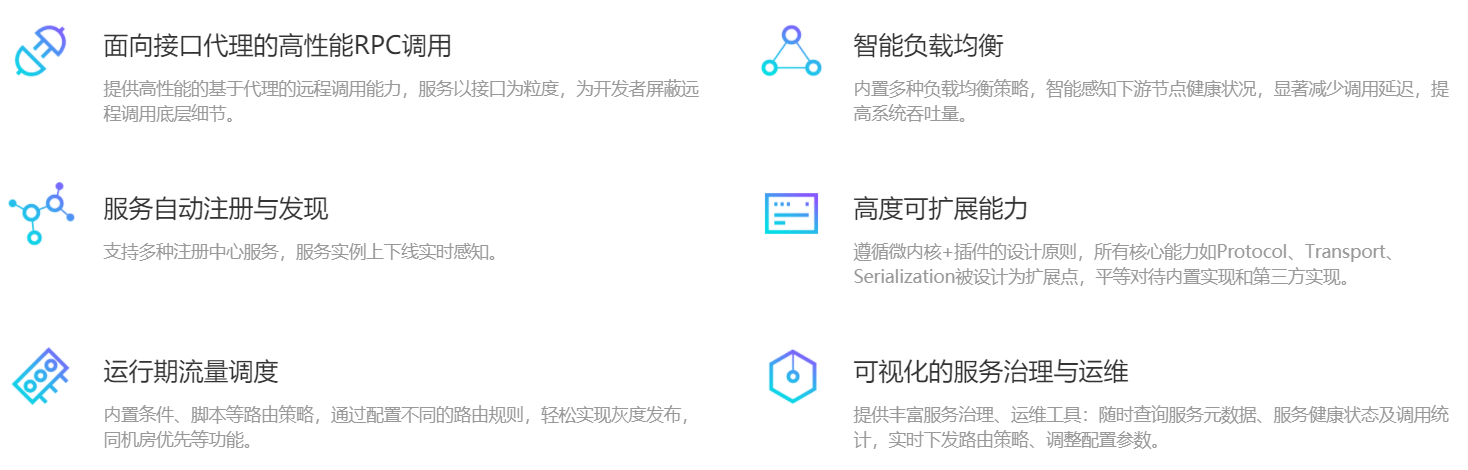 面向接口代理的高性能RPC调用
提供高性能的基于代理的远程调用能力，服务以接口为粒度，为开发者屏蔽远
程调用底层细节。
智能负载均衡
内置多种负载均衡策略，智能感知下游节点健康状况，显著减少调用延迟，提
高系统吞吐量。
服务自动注册与发现
支持多种注册中心服务，服务实例上下线实时感知。
高度可扩展能力
遵循微内核+插件的设计原则，所有核心能力如Protocol、Transport、
Serialization被设计为扩展点，平等对待内置实现和第三方实现。
运行期流量调度
内置条件、脚本等路由策略，通过配置不同的路由规则，轻松实现灰度发布，
同机房优先等功能。
可视化的服务治理与运维
提供丰富服务治理、运维工具：随时查询服务元数据、服务健康状态及调用统
计，实时下发路由策略、调整配置参数。